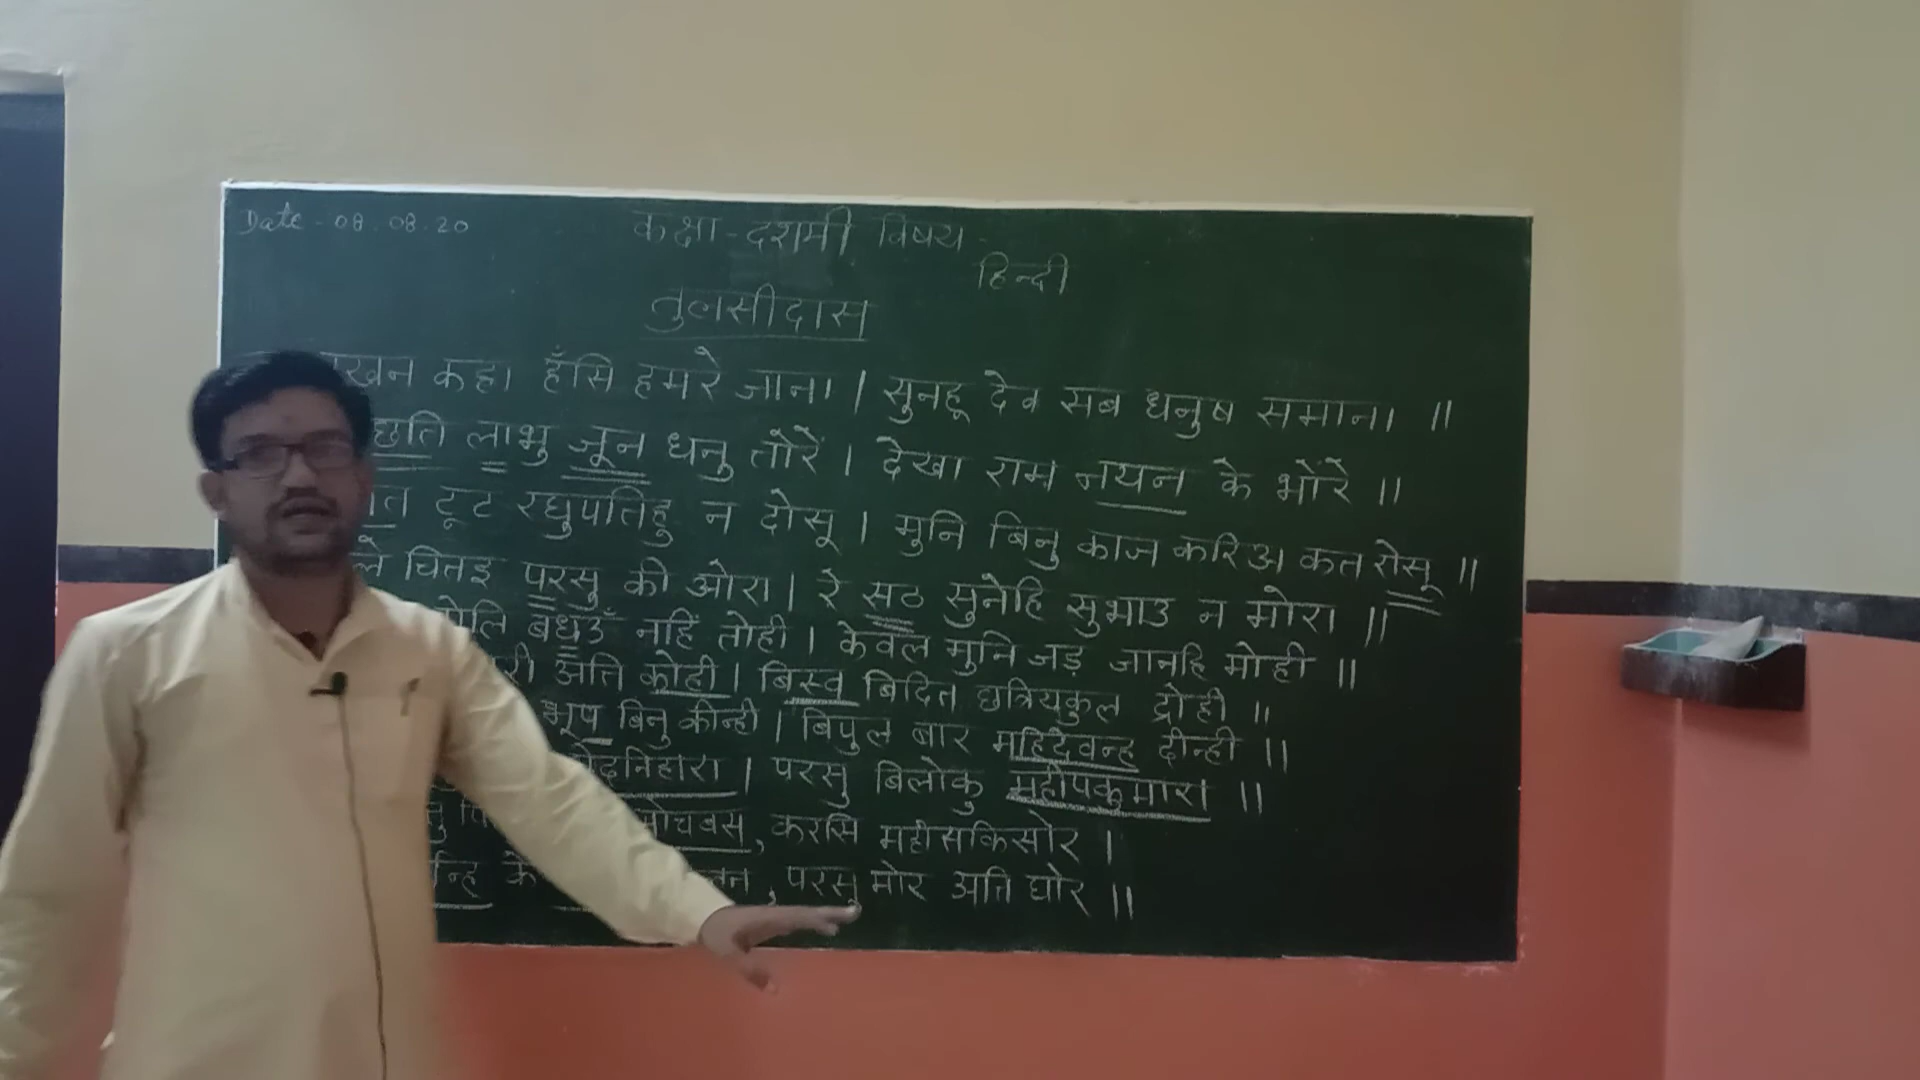 Date - 08.08.20
कक्षा - दशमी विषय -
हिन्दी
तुलसीदास
कहा हँसि हमरे जाना | सुनहू देव सब धनुष समाना ||
छति लाभु जून धनु तोरें | देखा राम नयन के भोंरे ||
टूट रघुपतिहु न दोसू | मुनि बिनु काज करिअ कत रोसू ||
चितइ परसु की ओरा | रे सठ सुनेहि सुभाउ न मोरा ||
बधउँ नहि तोही | केवल मुनि जड़ जानहि मोही ||
अति कोही | बिस्व बिदित छत्रियकुल द्रोही ||
भूप बिनु कीन्ही | बिपुल बार महिदेवन्ह दीन्ही ||
परसु बिलोकु महीपकुमारा ||
करसि महीसकिसोर |
के परसु मोर अति घोर ||